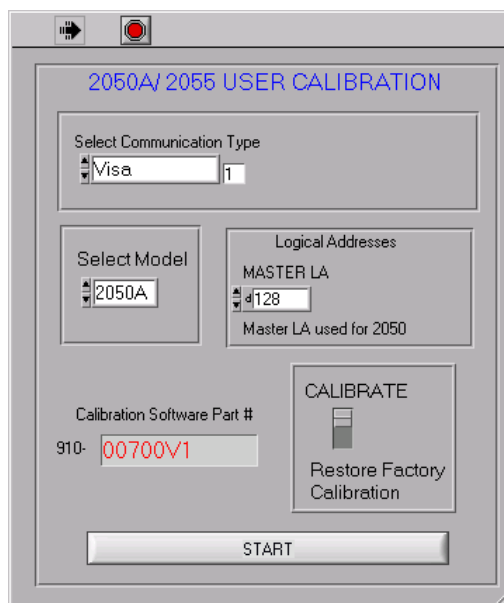 2050A/2055 USER CALIBRATION
Select Communication Type
Visa 1
Select Model
2050A
Logical Addresses
MASTER LA
d 128
Master LA used for 2050
Calibration Software Part #
910- 00700V1
CALIBRATE
Restore Factory
Calibration
START